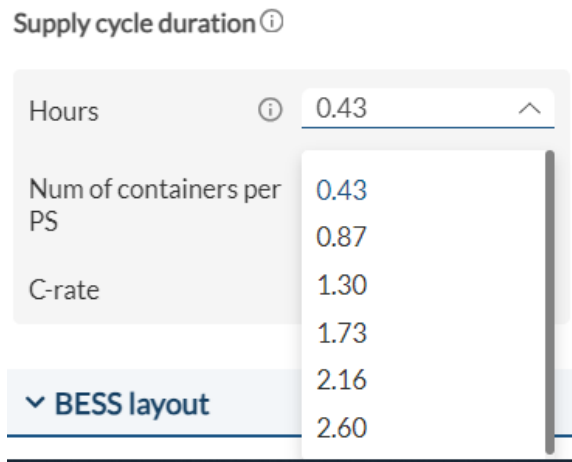 Supply cycle duration
Hours
0.43
0.43
Num of containers per
PS
0.87
1.30
C-rate
1.73
2.16
BESS layout
2.60